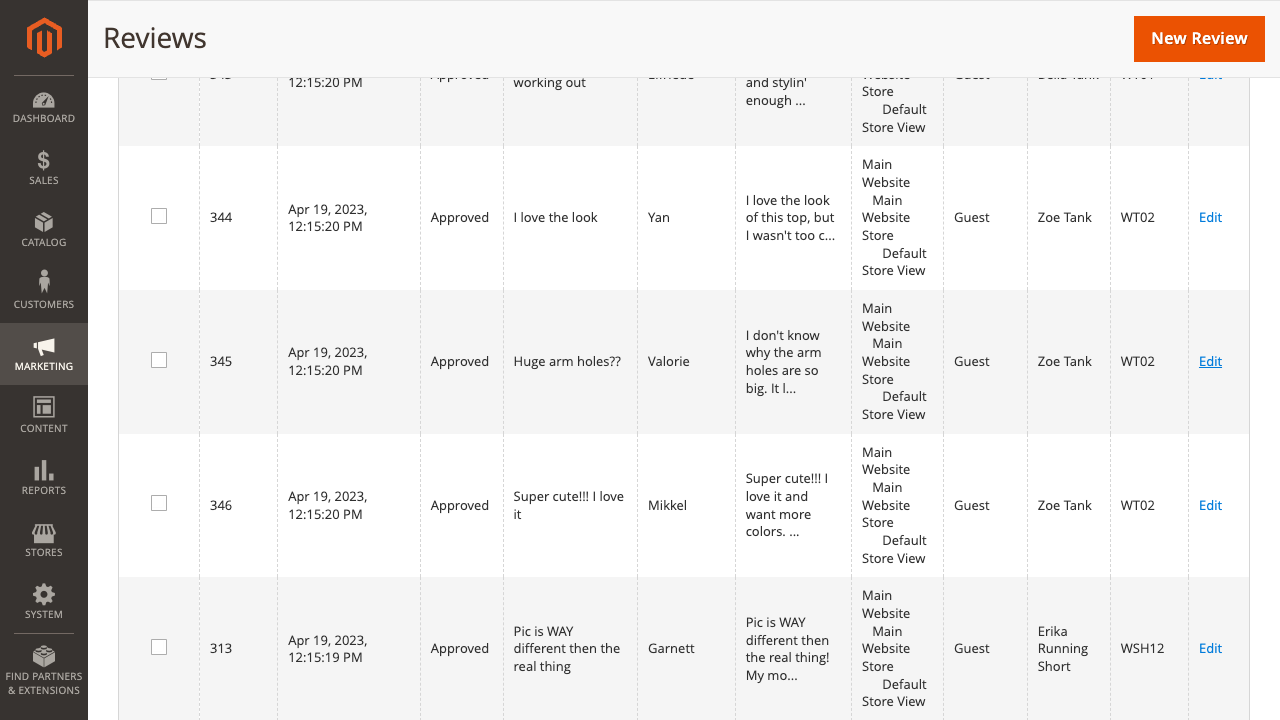 Reviews
New Review
DASHBOARD
SALES
CATALOG
CUSTOMERS
MARKETING
CONTENT
REPORTS
STORES
SYSTEM
FIND PARTNERS
& EXTENSIONS
12:15:20 PM
working out
and stylin'
enough ...
Store
Default
Store View
344
Apr 19, 2023,
12:15:20 PM
Approved
I love the look
Yan
I love the look
of this top, but
I wasn't too c...
Main
Website
Main
Website
Store
Default
Store View
Guest
Zoe Tank
WT02
Edit
345
Apr 19, 2023,
12:15:20 PM
Approved
Huge arm holes??
Valorie
I don't know
why the arm
holes are so
big. It l...
Main
Website
Main
Website
Store
Default
Store View
Guest
Zoe Tank
WT02
Edit
346
Apr 19, 2023,
12:15:20 PM
Approved
Super cute!!! I love
it
Mikkel
Super cute!!! I
love it and
want more
colors. ...
Main
Website
Main
Website
Store
Default
Store View
Guest
Zoe Tank
WT02
Edit
313
Apr 19, 2023,
12:15:19 PM
Approved
Pic is WAY
different then the
real thing
Garnett
Pic is WAY
different then
the real thing!
My mo...
Main
Website
Main
Website
Store
Default
Store View
Guest
Erika
Running
Short
WSH12
Edit